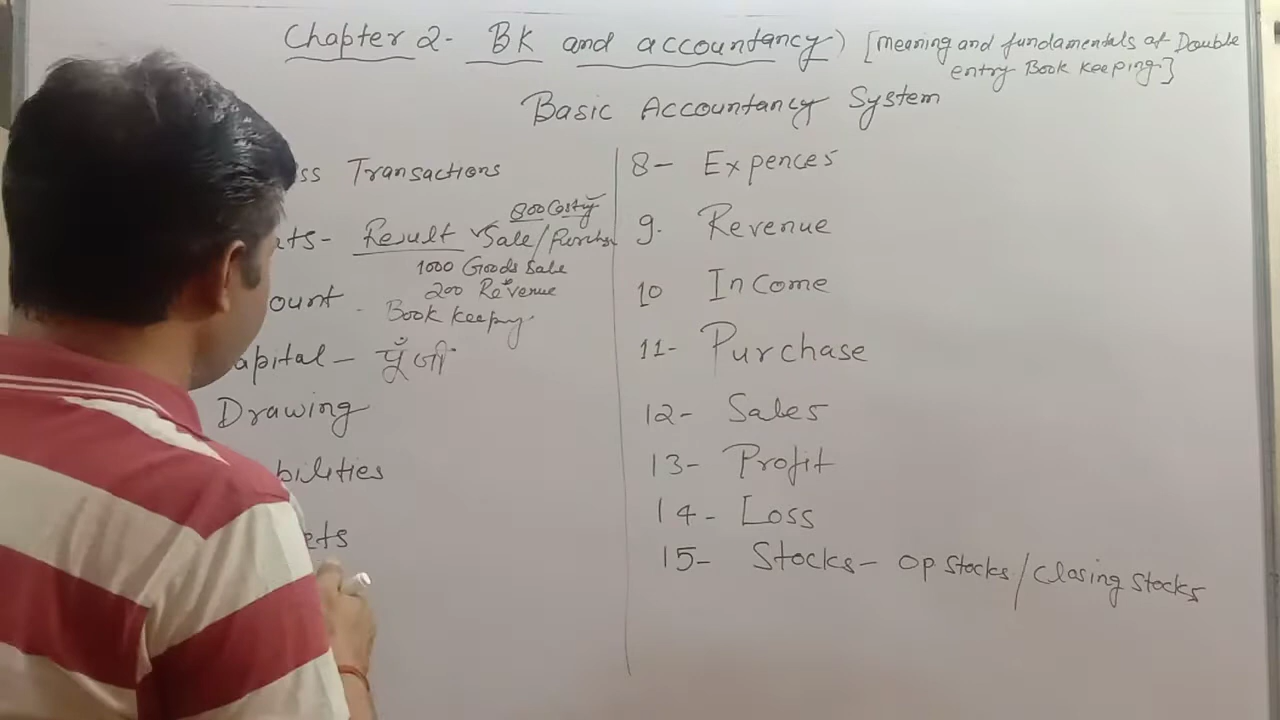 Chapter 2- BK and accountancy) [meaning and fundamentals of Double
entry Book Keeping.]
Basic Accountancy System
Transactions
800 Costy
Result Sale/
1000 Goods Sale
200 Revenue
Book keeping
apital - पूँजी
Drawing
bilities
ets
8- Expences
9. Revenue
10 Income
11- Purchase
12- Sales
13- Profit
14- Loss
15- Stocks- Op stocks/closing stocks